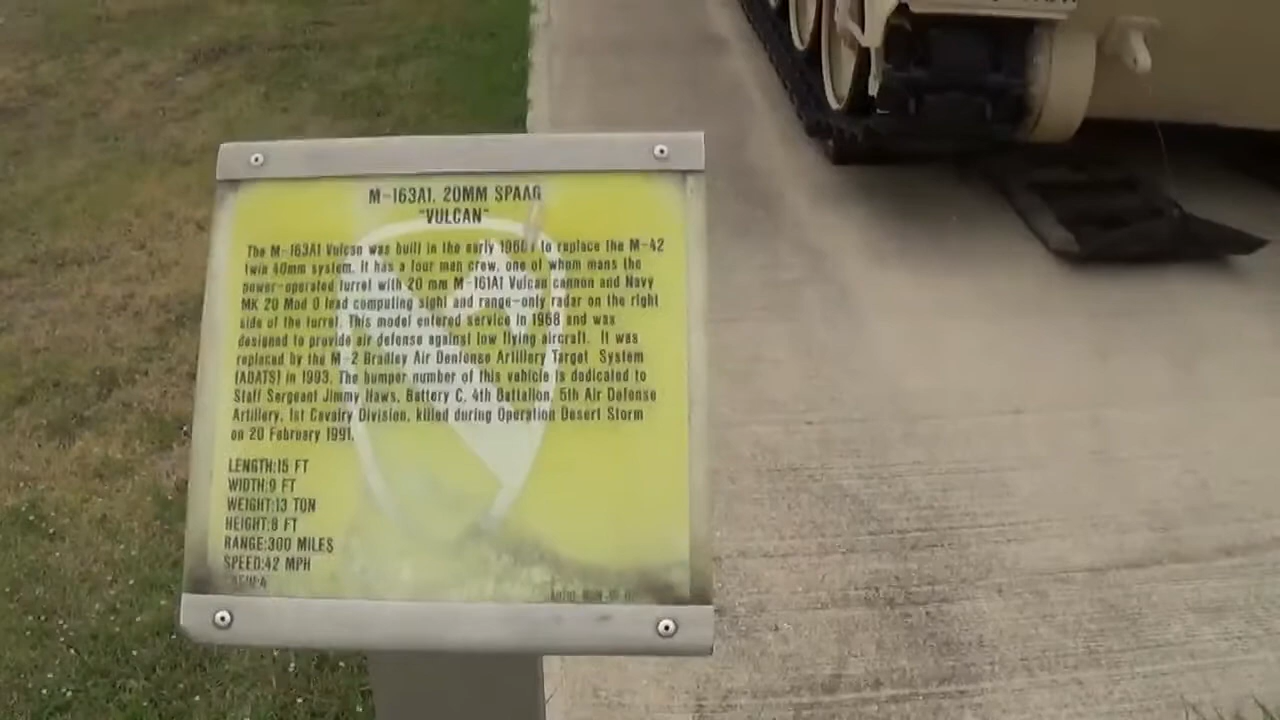 M-163A1, 20MM SPAAG
"VULCAN"
The M-163A1 Vulcan was built in the early 1960s to replace the M-42
twin 40mm system. It has a four man crew, one of whom mans the
power-operated turret with 20 mm M-161A1 Vulcan cannon and Navy
MK 20 Mod 0 lead computing sight and range-only radar on the right
side of the turret. This model entered service in 1968 and was
designed to provide air defense against low flying aircraft. It was
replaced by the M-2 Bradley Air Denfense Artillery Target System
(ADATS) in 1993. The bumper number of this vehicle is dedicated to
Staff Sergeant Jimmy Haws, Battery C, 4th Battalion, 5th Air Defense
Artillery, 1st Cavalry Division, killed during Operation Desert Storm
on 20 February 1991.
LENGTH:15 FT
WIDTH:9 FT
WEIGHT:13 TON
HEIGHT:8 FT
RANGE:300 MILES
SPEED:42 MPH